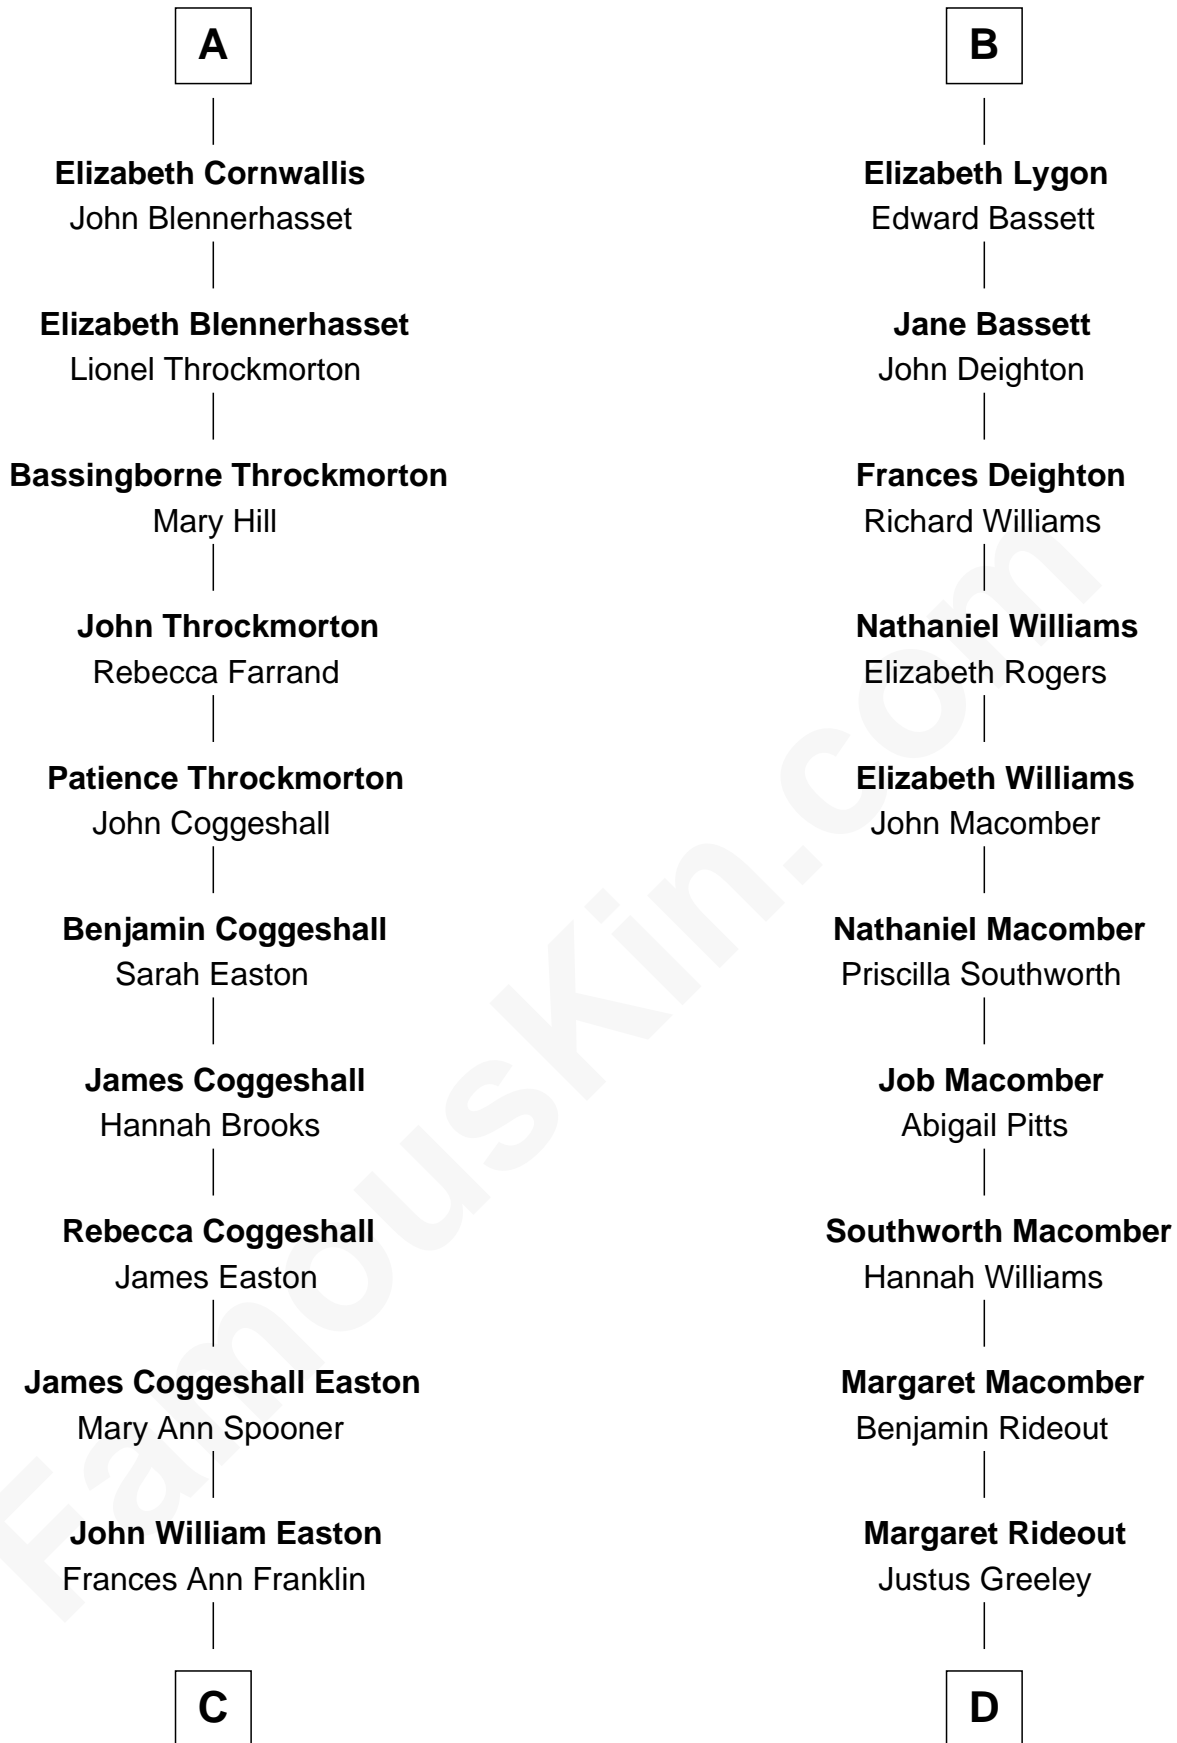 A
Elizabeth Cornwallis
John Blennerhasset
Elizabeth Blennerhasset
Lionel Throckmorton
Bassingborne Throckmorton
Mary Hill
John Throckmorton
Rebecca Farrand
Patience Throckmorton
John Coggeshall
Benjamin Coggeshall
Sarah Easton
James Coggeshall
Hannah Brooks
Rebecca Coggeshall
James Easton
James Coggeshall Easton
Mary Ann Spooner
John William Easton
Frances Ann Franklin
C
B
Elizabeth Lygon
Edward Bassett
Jane Bassett
John Deighton
Frances Deighton
Richard Williams
Nathaniel Williams
Elizabeth Rogers
Elizabeth Williams
John Macomber
Nathaniel Macomber
Priscilla Southworth
Job Macomber
Abigail Pitts
Southworth Macomber
Hannah Williams
Margaret Macomber
Benjamin Rideout
Margaret Rideout
Justus Greeley
D
FamousKin.com